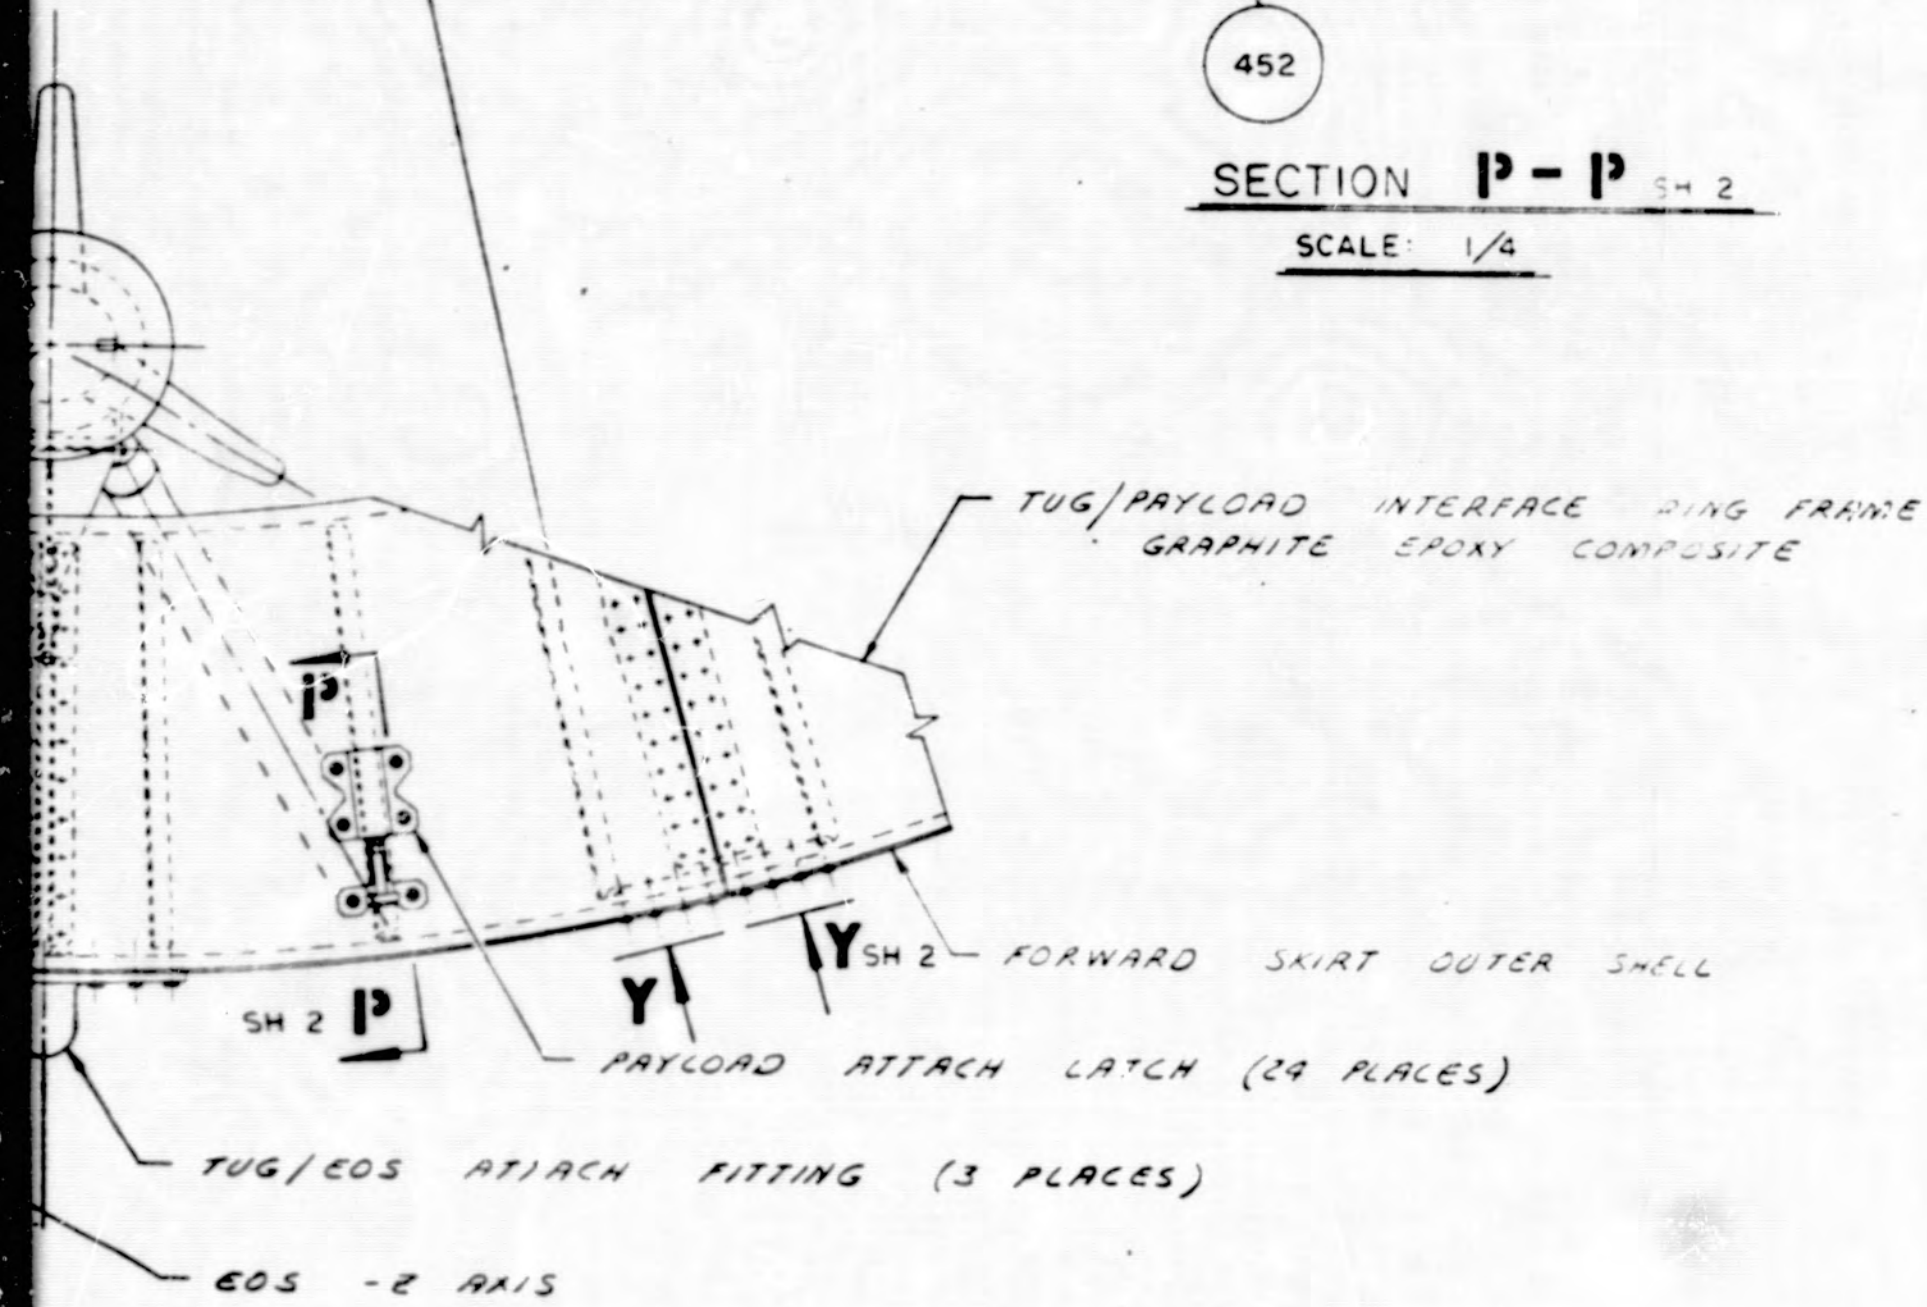 452
SECTION P-P SH 2
SCALE: 1/4
TUG/PAYLOAD INTERFACE RING FRAME
GRAPHITE EPOXY COMPOSITE
P
Y SH 2
FORWARD SKIRT OUTER SHELL
Y
SH 2 P
PAYLOAD ATTACH LATCH (24 PLACES)
TUG/EOS ATTACH FITTING (3 PLACES)
EOS -Z AXIS